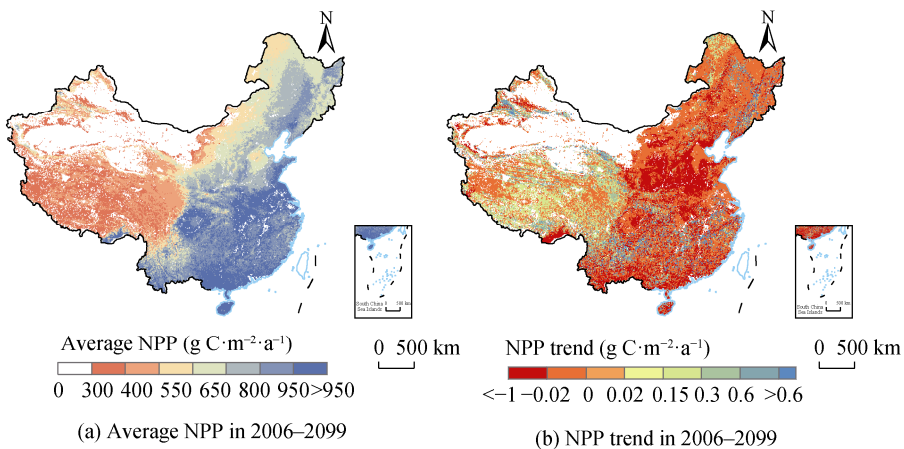 N
South China
Sea Islands
0 500 km
Average NPP (g C·m⁻²·a⁻¹)
0 300 400 550 650 800 950 >950
0 500 km
(a) Average NPP in 2006–2099
N
South China
Sea Islands
0 500 km
NPP trend (g C·m⁻²·a⁻¹)
<−1 −0.02 0 0.02 0.15 0.3 0.6 >0.6
0 500 km
(b) NPP trend in 2006–2099